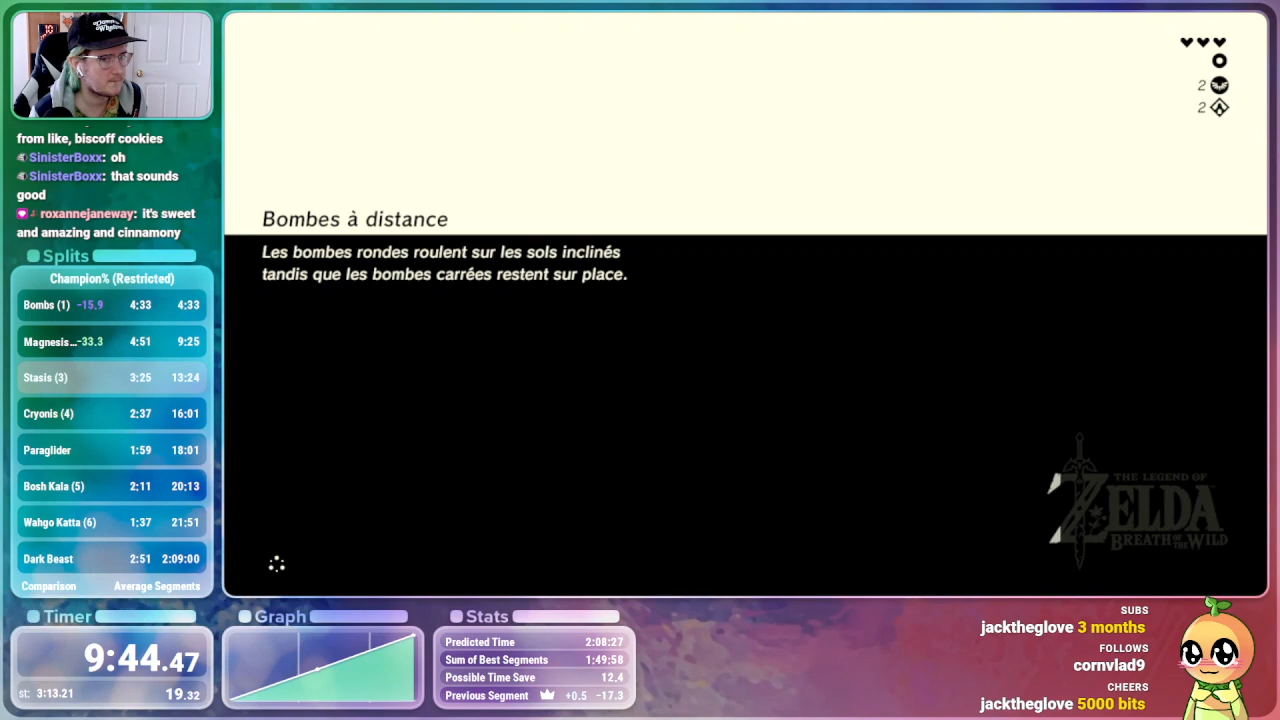 10
Down to Whatever
from like, biscoff cookies
SinisterBoxx: oh
SinisterBoxx: that sounds
good
roxannejaneway: it's sweet
and amazing and cinnamony
Splits
Champion% (Restricted)
Bombs (1) -15.9 4:33 4:33
Magnesis...-33.3 4:51 9:25
Stasis (3) 3:25 13:24
Cryonis (4) 2:37 16:01
Paraglider 1:59 18:01
Bosh Kala (5) 2:11 20:13
Wahgo Katta (6) 1:37 21:51
Dark Beast 2:51 2:09:00
Comparison Average Segments
2
2
Bombes à distance
Les bombes rondes roulent sur les sols inclinés
tandis que les bombes carrées restent sur place.
THE LEGEND OF
ZELDA
BREATH OF THE WILD
Timer
9:44.47
st: 3:13.21 19.32
Graph
Stats
Predicted Time 2:08:27
Sum of Best Segments 1:49:58
Possible Time Save 12.4
Previous Segment +0.5 -17.3
SUBS
jacktheglove 3 months
FOLLOWS
cornvlad9
CHEERS
jacktheglove 5000 bits